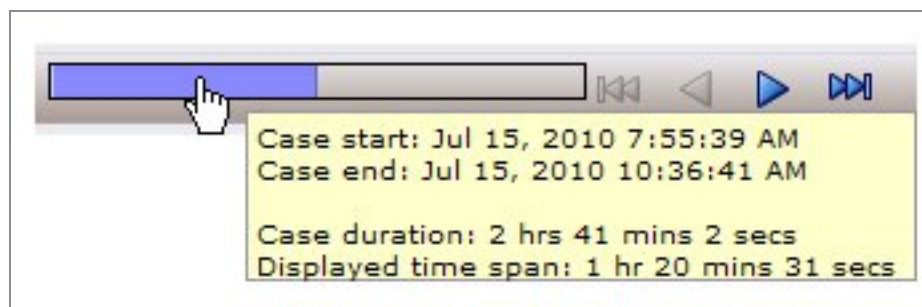 Case start: Jul 15, 2010 7:55:39 AM
Case end: Jul 15, 2010 10:36:41 AM
Case duration: 2 hrs 41 mins 2 secs
Displayed time span: 1 hr 20 mins 31 secs